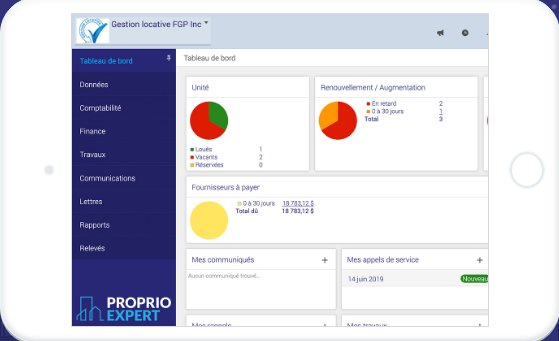 Gestion locative FGP Inc
Tableau de bord
Tableau de bord
Données
Comptabilité
Finance
Travaux
Communications
Lettres
Rapports
Relevés
PROPRIO
EXPERT
Unité
Loués 1
Vacants 2
Réservées 0
Renouvellement / Augmentation
En retard 2
0 à 30 jours 1
Total 3
Fournisseurs à payer
0 à 30 jours 18 783,12 $
Total dû 18 783,12 $
Mes communiqués +
Aucun communiqué trouvé...
Mes appels de service +
14 juin 2019 Nouveau
Mes rappels
Mes travaux